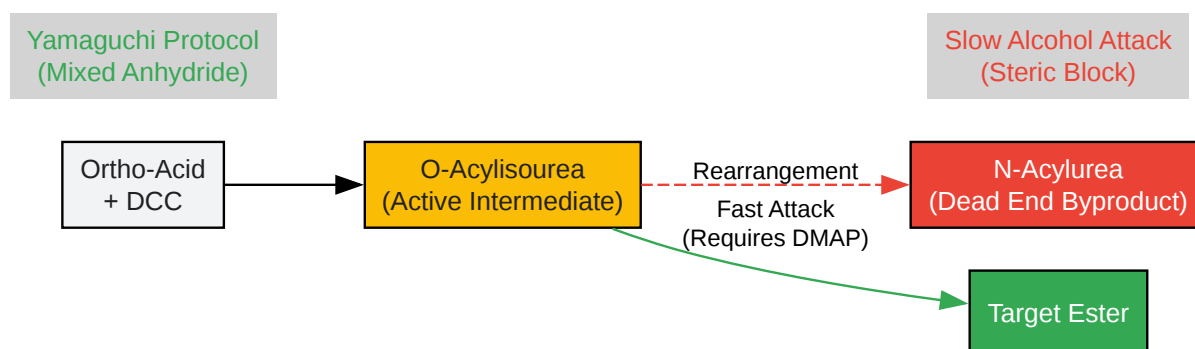 Yamaguchi Protocol
(Mixed Anhydride)
Slow Alcohol Attack
(Steric Block)
Ortho-Acid
+ DCC
O-Acylisourea
(Active Intermediate)
Rearrangement
Fast Attack
(Requires DMAP)
N-Acylurea
(Dead End Byproduct)
Target Ester